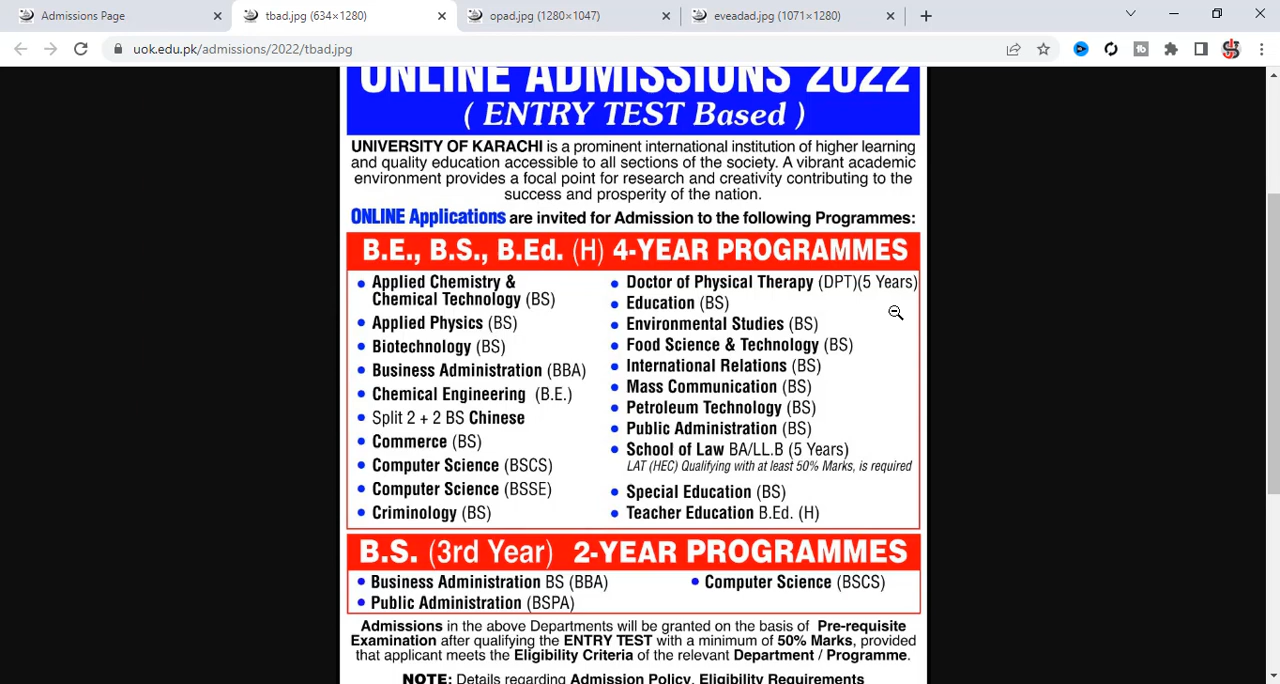 Admissions Page
tbad.jpg (634×1280)
opad.jpg (1280×1047)
eveadad.jpg (1071×1280)
uok.edu.pk/admissions/2022/tbad.jpg
ONLINE ADMISSIONS 2022
( ENTRY TEST Based )
UNIVERSITY OF KARACHI is a prominent international institution of higher learning
and quality education accessible to all sections of the society. A vibrant academic
environment provides a focal point for research and creativity contributing to the
success and prosperity of the nation.
ONLINE Applications are invited for Admission to the following Programmes:
B.E., B.S., B.Ed. (H) 4-YEAR PROGRAMMES
• Applied Chemistry &
Chemical Technology (BS)
• Applied Physics (BS)
• Biotechnology (BS)
• Business Administration (BBA)
• Chemical Engineering (B.E.)
• Split 2 + 2 BS Chinese
• Commerce (BS)
• Computer Science (BSCS)
• Computer Science (BSSE)
• Criminology (BS)
• Doctor of Physical Therapy (DPT)(5 Years)
• Education (BS)
• Environmental Studies (BS)
• Food Science & Technology (BS)
• International Relations (BS)
• Mass Communication (BS)
• Petroleum Technology (BS)
• Public Administration (BS)
• School of Law BA/LL.B (5 Years)
LAT (HEC) Qualifying with at least 50% Marks, is required
• Special Education (BS)
• Teacher Education B.Ed. (H)
B.S. (3rd Year) 2-YEAR PROGRAMMES
• Business Administration BS (BBA)
• Public Administration (BSPA)
• Computer Science (BSCS)
Admissions in the above Departments will be granted on the basis of Pre-requisite
Examination after qualifying the ENTRY TEST with a minimum of 50% Marks, provided
that applicant meets the Eligibility Criteria of the relevant Department / Programme.
NOTE: Details regarding Admission Policy, Eligibility Requirements